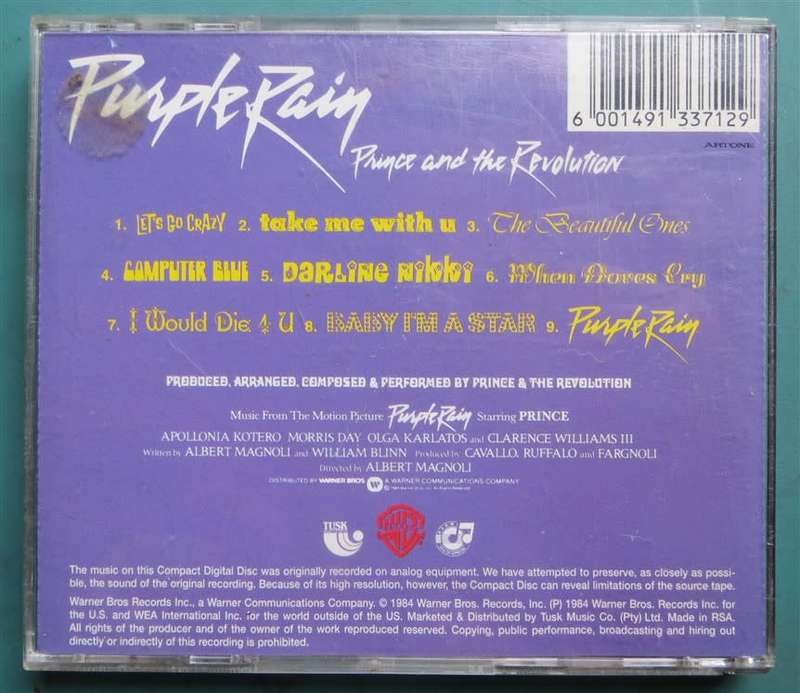 Purple Rain
Prince and the Revolution
6 001491 337129
ARTONE
1. LET'S GO CRAZY 2. take me with u 3. The Beautiful Ones
4. COMPUTER BLUE 5. DARLING NIKKI 6. When Doves Cry
7. I Would Die 4 U 8. BABY I'M A STAR 9. Purple Rain
PRODUCED, ARRANGED, COMPOSED & PERFORMED BY PRINCE & THE REVOLUTION
Music From The Motion Picture Purple Rain Starring PRINCE
APOLLONIA KOTERO MORRIS DAY OLGA KARLATOS and CLARENCE WILLIAMS III
Written by ALBERT MAGNOLI and WILLIAM BLINN Produced by CAVALLO, RUFFALO and FARGNOLI
Directed by ALBERT MAGNOLI
DISTRIBUTED BY WARNER BROS A WARNER COMMUNICATIONS COMPANY
TUSK
The music on this Compact Digital Disc was originally recorded on analog equipment. We have attempted to preserve, as closely as possi-
ble, the sound of the original recording. Because of its high resolution, however, the Compact Disc can reveal limitations of the source tape.
Warner Bros Records Inc., a Warner Communications Company. © 1984 Warner Bros. Records, Inc. (P) 1984 Warner Bros. Records Inc. for
the U.S. and WEA International Inc. for the world outside of the US. Marketed & Distributed by Tusk Music Co. (Pty) Ltd. Made in RSA.
All rights of the producer and of the owner of the work reproduced reserved. Copying, public performance, broadcasting and hiring out
directly or indirectly of this recording is prohibited.